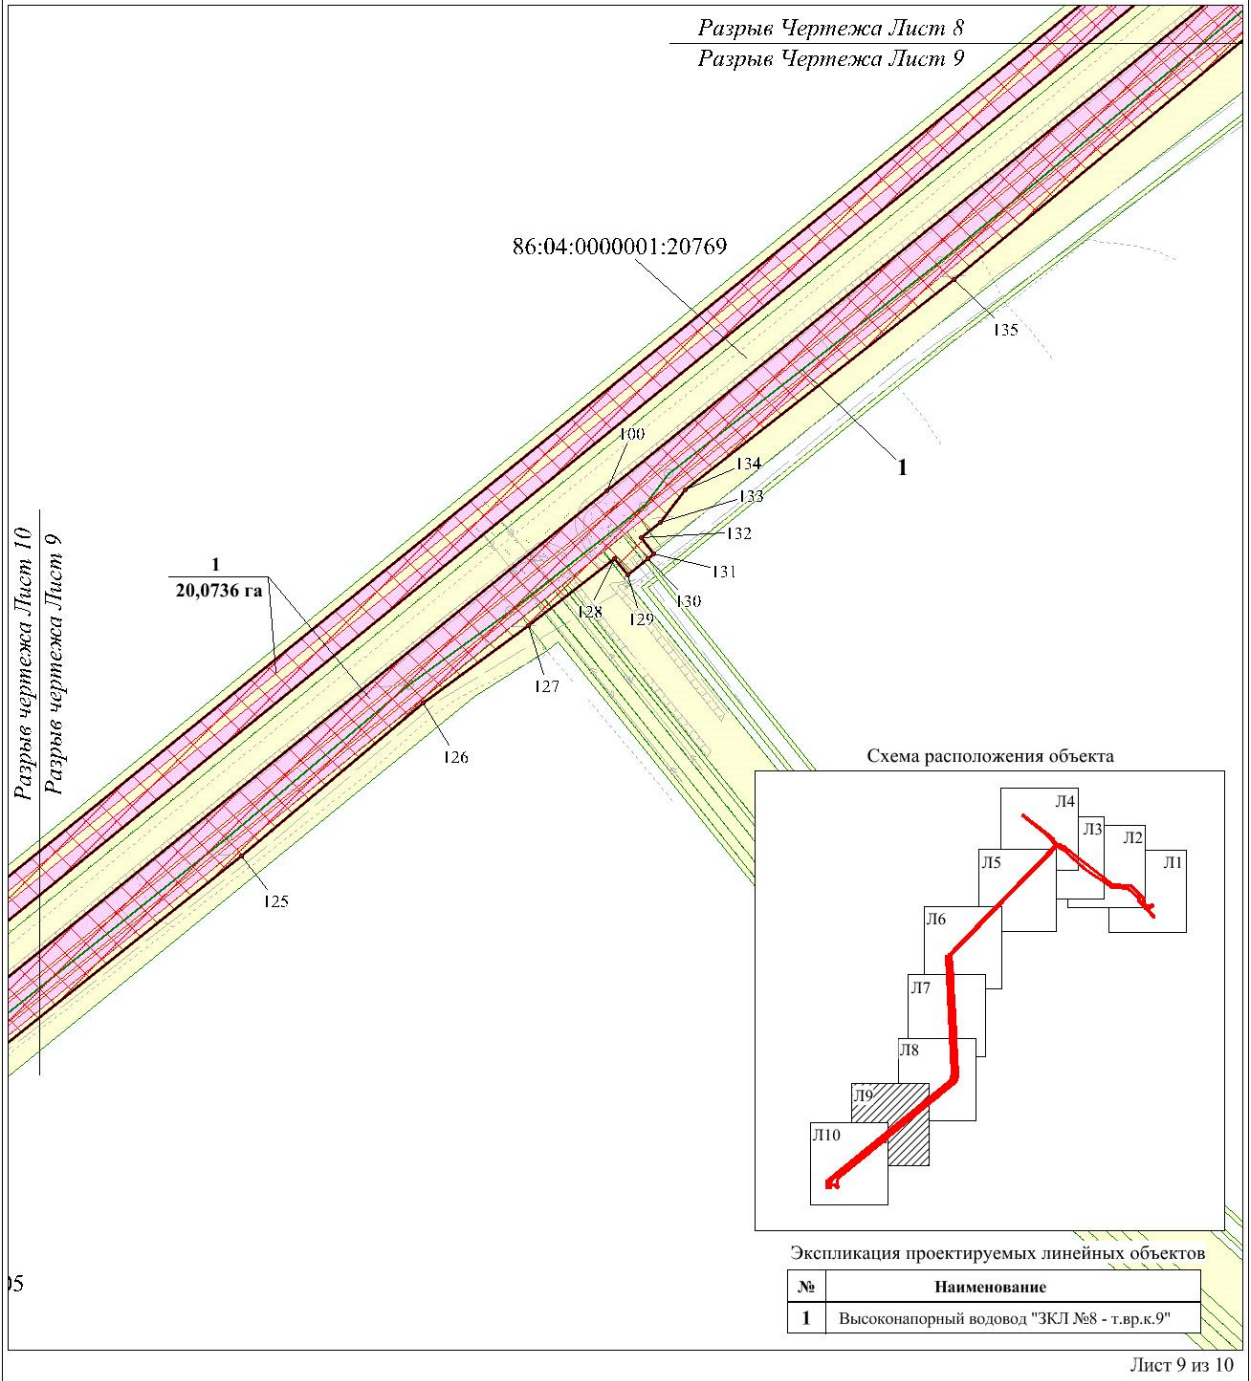 Разрыв Чертежа Лист 8
Разрыв Чертежа Лист 9
86:04:0000001:20769
135
100
134
1
133
132
131
130
129
128
127
126
125
Разрыв чертежа Лист 10
Разрыв чертежа Лист 9
1
20,0736 га
Схема расположения объекта
Л4
Л3
Л2
Л1
Л5
Л6
Л7
Л8
Л9
Л10
Экспликация проектируемых линейных объектов
№ Наименование
1 Высоконапорный водовод "ЗКЛ №8 - т.вр.к.9"
05
Лист 9 из 10